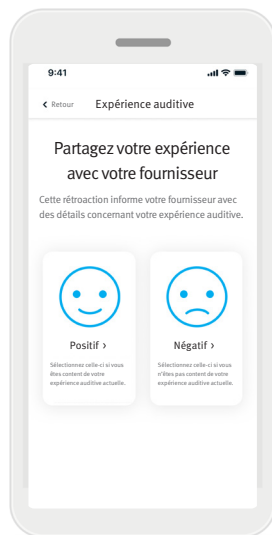 9:41
Retour Expérience auditive
Partagez votre expérience
avec votre fournisseur
Cette rétroaction informe votre fournisseur avec
des détails concernant votre expérience auditive.
Positif ›
Sélectionnez celle-ci si vous
êtes content de votre
expérience auditive actuelle.
Négatif ›
Sélectionnez celle-ci si vous
n'êtes pas content de votre
expérience auditive actuelle.